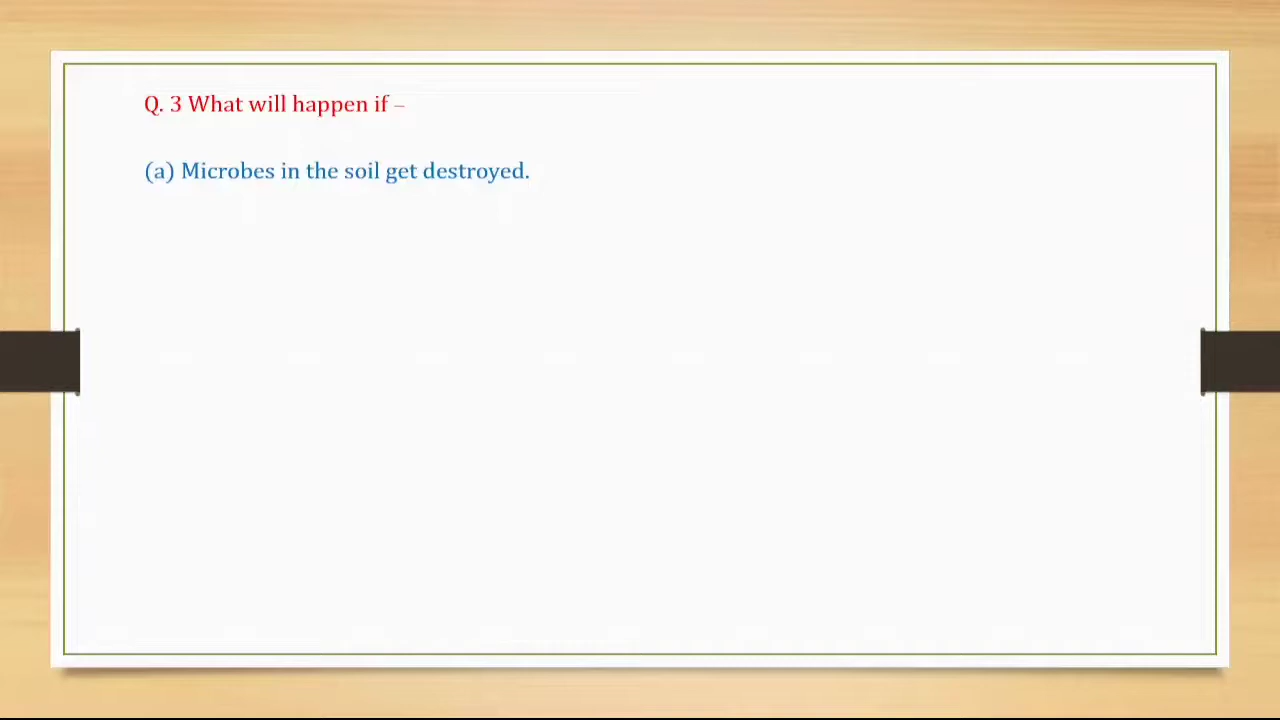 Q. 3 What will happen if –
(a) Microbes in the soil get destroyed.